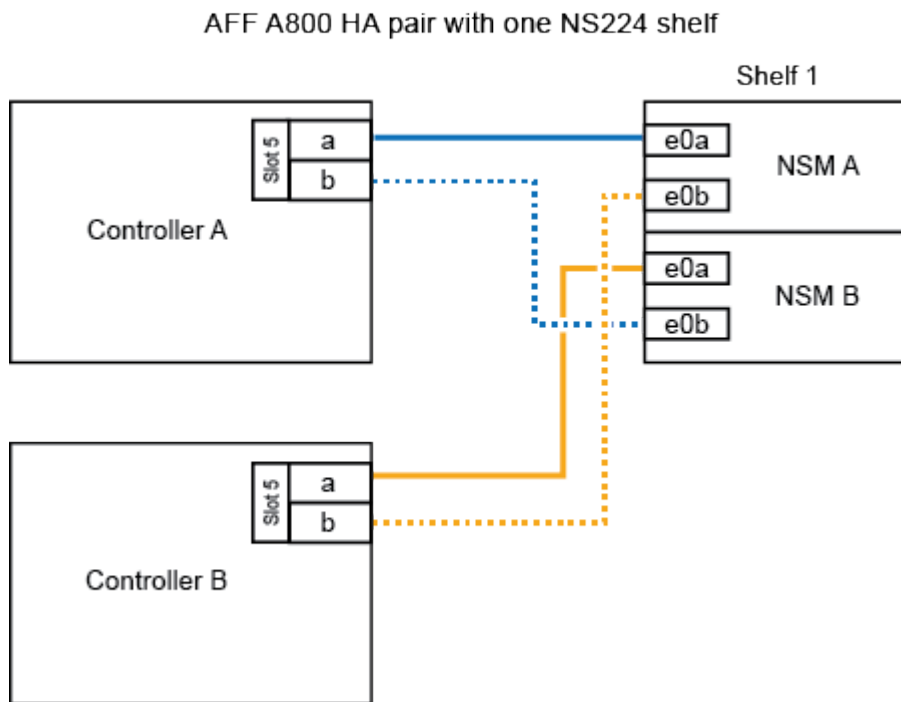 AFF A800 HA pair with one NS224 shelf
Shelf 1
Slot 5
a
b
Controller A
e0a
e0b
NSM A
e0a
e0b
NSM B
Slot 5
a
b
Controller B